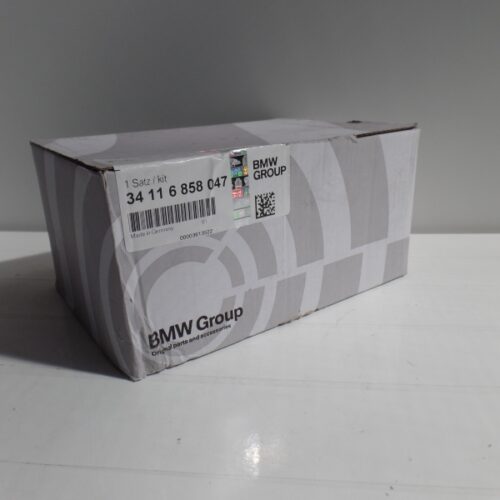 1 Satz / kit
34 11 6 858 047
01
Made in Germany
BMW
GROUP
BMW Group
Original parts and accessories